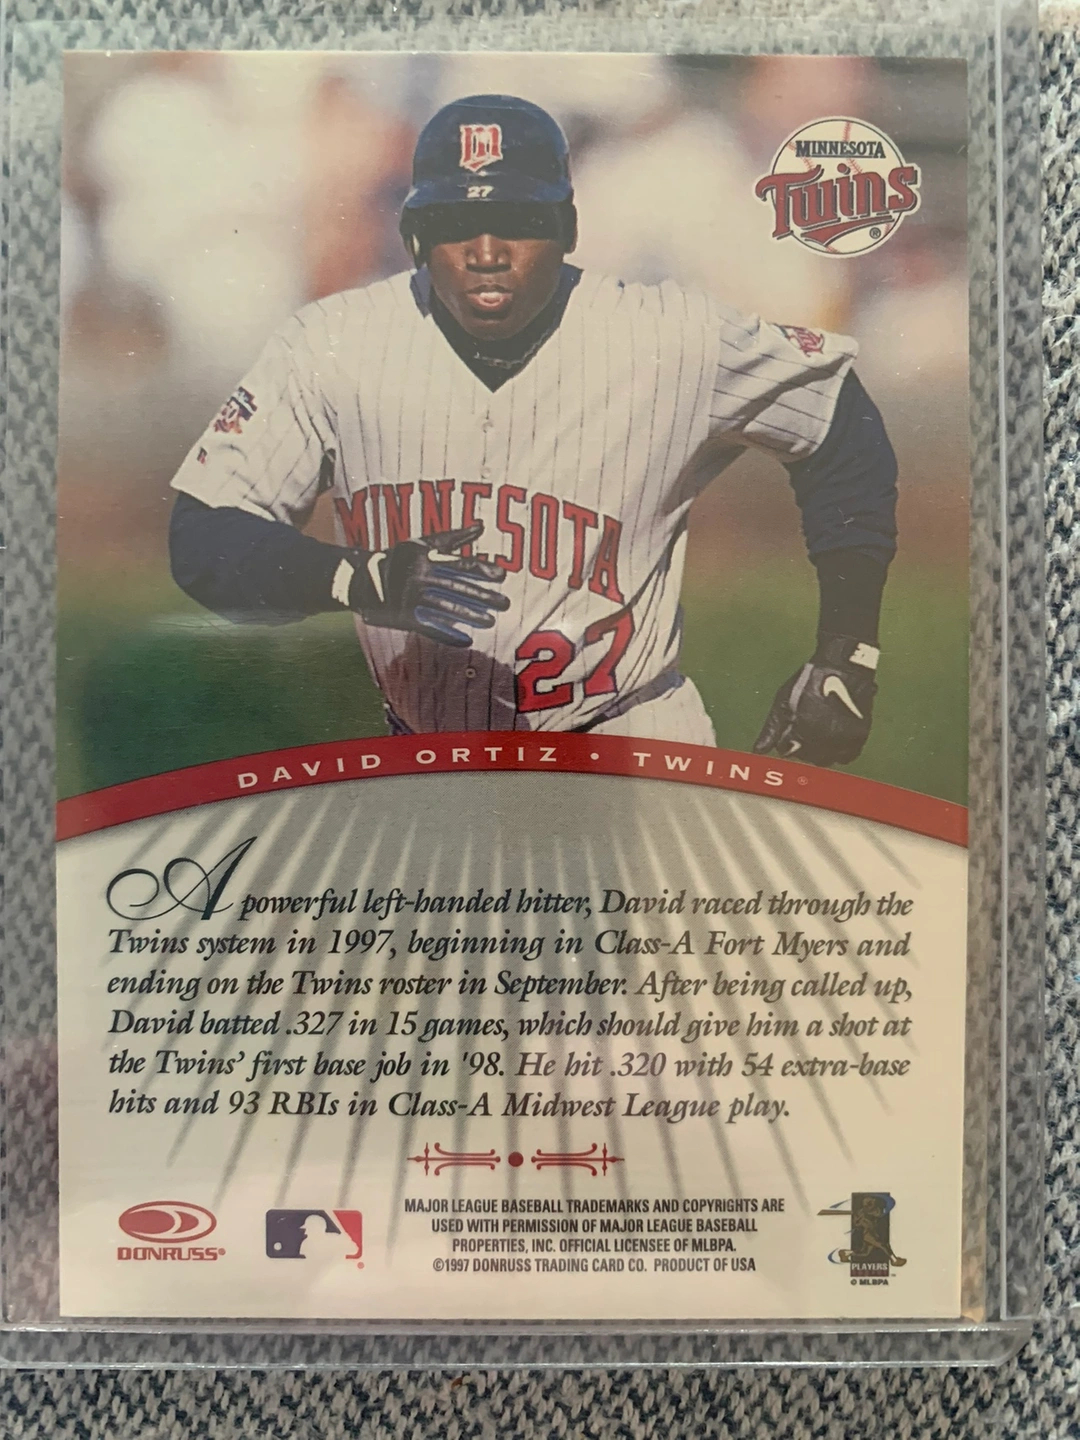 M
27
MINNESOTA
Twins
®
MINNESOTA
27
DAVID ORTIZ • TWINS®
A powerful left-handed hitter, David raced through the
Twins system in 1997, beginning in Class-A Fort Myers and
ending on the Twins roster in September. After being called up,
David batted .327 in 15 games, which should give him a shot at
the Twins' first base job in '98. He hit .320 with 54 extra-base
hits and 93 RBIs in Class-A Midwest League play.
DONRUSS®
MAJOR LEAGUE BASEBALL TRADEMARKS AND COPYRIGHTS ARE
USED WITH PERMISSION OF MAJOR LEAGUE BASEBALL
PROPERTIES, INC. OFFICIAL LICENSEE OF MLBPA.
©1997 DONRUSS TRADING CARD CO. PRODUCT OF USA
PLAYERS
© MLBPA